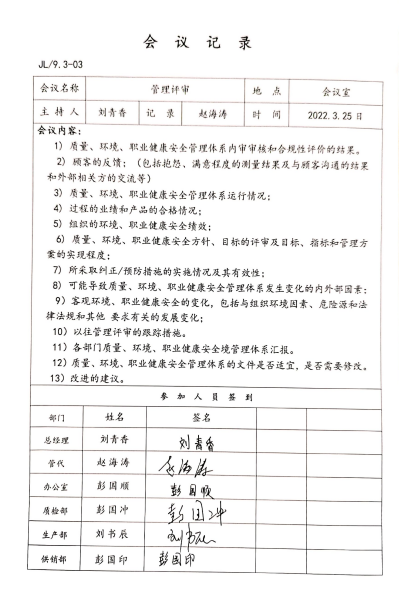 会议记录
JL/9.3-03
会议名称 管理评审 地点 会议室
主持人 刘青香 记录 赵海涛 时间 2022.3.25日
会议内容：
1）质量、环境、职业健康安全管理体系内审审核和合规性评价的结果。
2）顾客的反馈；（包括抱怨、满意程度的测量结果及与顾客沟通的结果
和外部相关方的交流等）
3）质量、环境、职业健康安全管理体系运行情况；
4）过程的业绩和产品的合格情况；
5）组织的环境、职业健康安全绩效；
6）质量、环境、职业健康安全方针、目标的评审及目标、指标和管理方
案的实现程度；
7）所采取纠正/预防措施的实施情况及其有效性；
8）可能导致质量、环境、职业健康安全管理体系发生变化的内外部因素；
9）客观环境、职业健康安全的变化，包括与组织环境因素、危险源和法
律法规和其他 要求有关的发展变化；
10）以往管理评审的跟踪措施。
11）各部门质量、环境、职业健康安全境管理体系汇报。
12）质量、环境、职业健康安全管理体系的文件是否适宜，是否需要修改。
13）改进的建议。
参加人员签到
部门 姓名 签名
总经理 刘青香 刘青香
管代 赵海涛 赵海涛
办公室 彭国顺 彭国顺
质检部 彭国冲 彭国冲
生产部 刘书辰 刘书辰
供销部 彭国印 彭国印